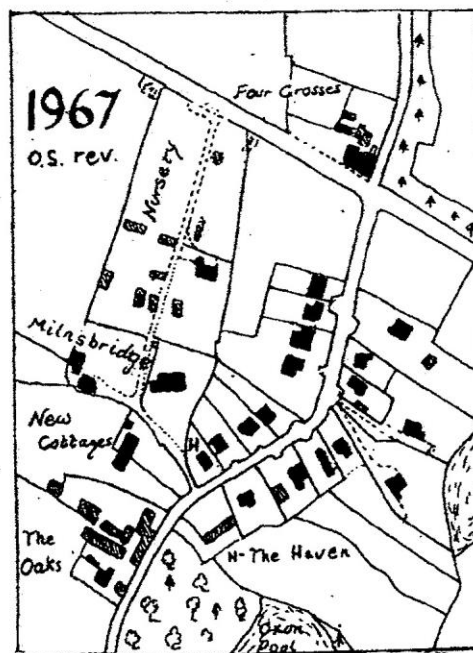 Four Crosses
1967
O.S. rev.
Nursery
Milnsbridge
New
Cottages
H
The
Oaks
H-The Haven
Oxon
Pool